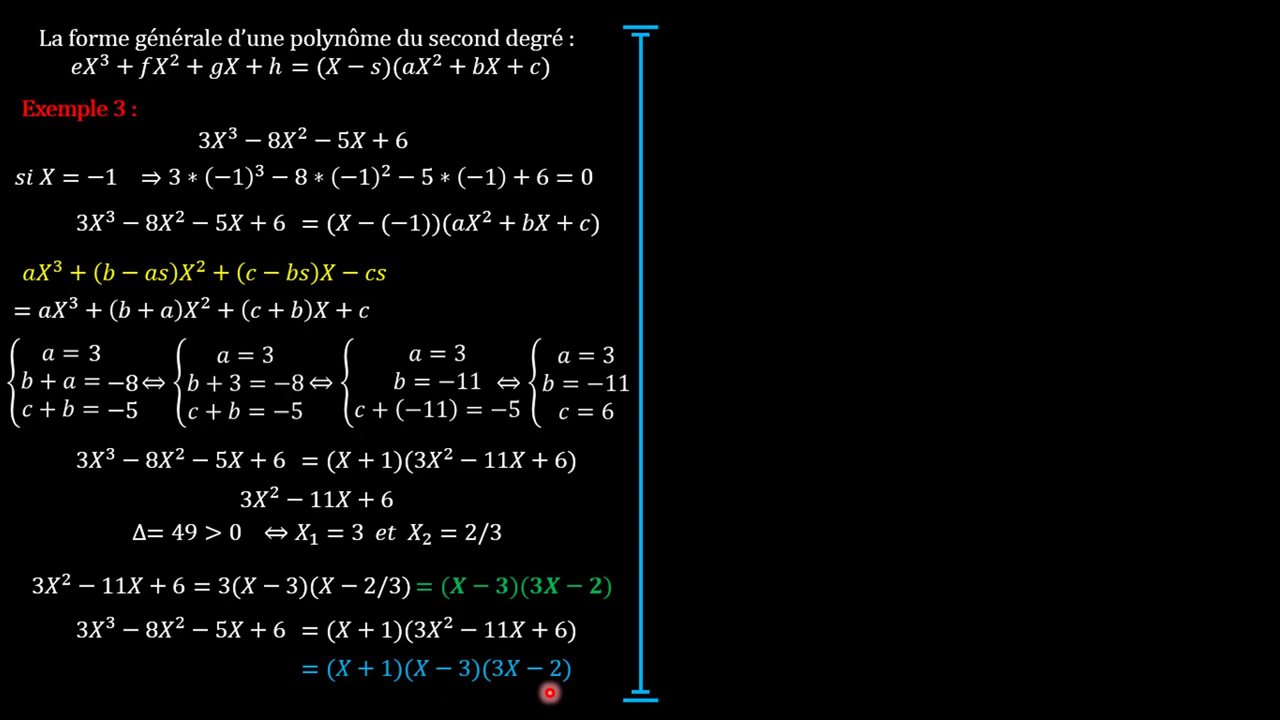 La forme générale d’une polynôme du second degré :
eX³ + fX² + gX + h = (X − s)(aX² + bX + c)
Exemple 3 :
3X³ − 8X² − 5X + 6
si X = −1 ⇒ 3 ∗ (−1)³ − 8 ∗ (−1)² − 5 ∗ (−1) + 6 = 0
3X³ − 8X² − 5X + 6 = (X − (−1))(aX² + bX + c)
aX³ + (b − as)X² + (c − bs)X − cs
= aX³ + (b + a)X² + (c + b)X + c
{ a = 3 { a = 3 { a = 3 { a = 3
b + a = −8 ⇔ b + 3 = −8 ⇔ b = −11 ⇔ b = −11
c + b = −5 c + b = −5 c + (−11) = −5 c = 6
3X³ − 8X² − 5X + 6 = (X + 1)(3X² − 11X + 6)
3X² − 11X + 6
Δ= 49 > 0 ⇔ X₁ = 3 et X₂ = 2/3
3X² − 11X + 6 = 3(X − 3)(X − 2/3) = (X − 3)(3X − 2)
3X³ − 8X² − 5X + 6 = (X + 1)(3X² − 11X + 6)
= (X + 1)(X − 3)(3X − 2)